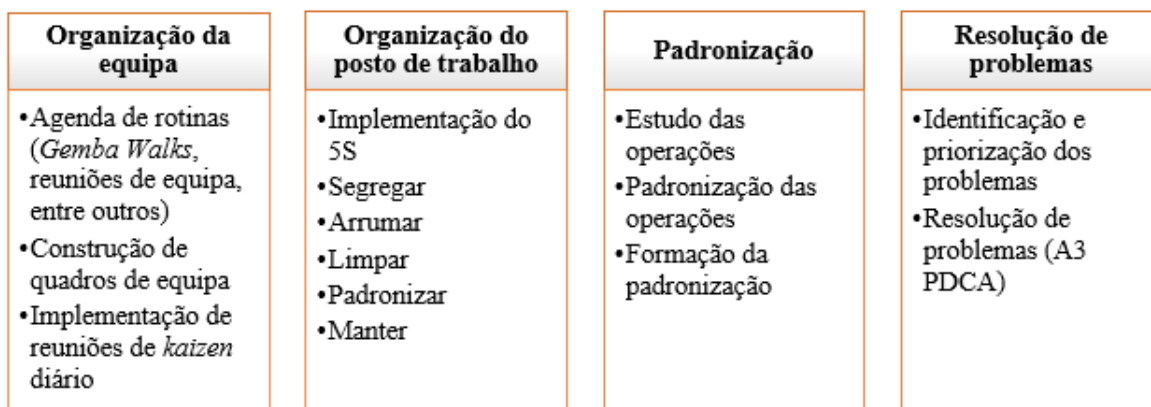 Organização da
equipa
•Agenda de rotinas
(Gemba Walks,
reuniões de equipa,
entre outros)
•Construção de
quadros de equipa
•Implementação de
reuniões de kaizen
diário
Organização do
posto de trabalho
•Implementação do
5S
•Segregar
•Arrumar
•Limpar
•Padronizar
•Manter
Padronização
•Estudo das
operações
•Padronização das
operações
•Formação da
padronização
Resolução de
problemas
•Identificação e
priorização dos
problemas
•Resolução de
problemas (A3
PDCA)